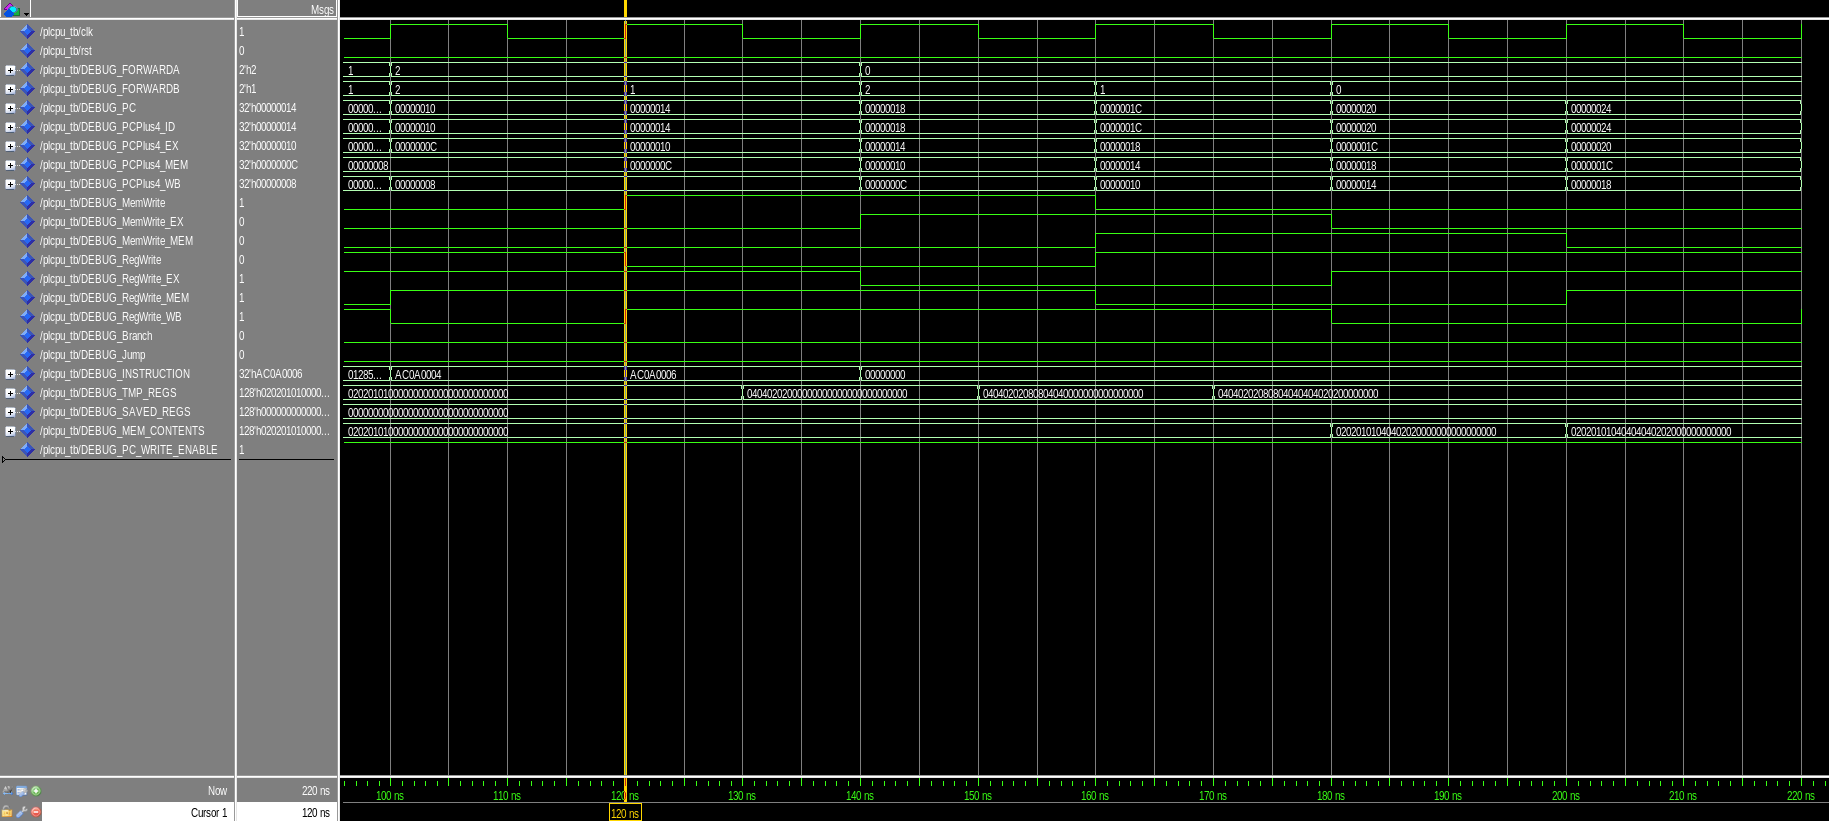 Msgs
/plcpu_tb/clk 1
/plcpu_tb/rst 0
/plcpu_tb/DEBUG_FORWARDA 2'h2 1 2 0
/plcpu_tb/DEBUG_FORWARDB 2'h1 1 2 1 2 1 0
/plcpu_tb/DEBUG_PC 32'h00000014 00000... 00000010 00000014 00000018 0000001C 00000020 00000024
/plcpu_tb/DEBUG_PCPlus4_ID 32'h00000014 00000... 00000010 00000014 00000018 0000001C 00000020 00000024
/plcpu_tb/DEBUG_PCPlus4_EX 32'h00000010 00000... 0000000C 00000010 00000014 00000018 0000001C 00000020
/plcpu_tb/DEBUG_PCPlus4_MEM 32'h0000000C 00000008 0000000C 00000010 00000014 00000018 0000001C
/plcpu_tb/DEBUG_PCPlus4_WB 32'h00000008 00000... 00000008 0000000C 00000010 00000014 00000018
/plcpu_tb/DEBUG_MemWrite 1
/plcpu_tb/DEBUG_MemWrite_EX 0
/plcpu_tb/DEBUG_MemWrite_MEM 0
/plcpu_tb/DEBUG_RegWrite 0
/plcpu_tb/DEBUG_RegWrite_EX 1
/plcpu_tb/DEBUG_RegWrite_MEM 1
/plcpu_tb/DEBUG_RegWrite_WB 1
/plcpu_tb/DEBUG_Branch 0
/plcpu_tb/DEBUG_Jump 0
/plcpu_tb/DEBUG_INSTRUCTION 32'hAC0A0006 01285... AC0A0004 AC0A0006 00000000
/plcpu_tb/DEBUG_TMP_REGS 128'h020201010000... 02020101000000000000000000000000 04040202000000000000000000000000 04040202080804040000000000000000 04040202080804040404020200000000
/plcpu_tb/DEBUG_SAVED_REGS 128'h000000000000... 00000000000000000000000000000000
/plcpu_tb/DEBUG_MEM_CONTENTS 128'h020201010000... 02020101000000000000000000000000 02020101040402020000000000000000 02020101040404040202000000000000
/plcpu_tb/DEBUG_PC_WRITE_ENABLE 1
Now 220 ns 100 ns 110 ns 120 ns 130 ns 140 ns 150 ns 160 ns 170 ns 180 ns 190 ns 200 ns 210 ns 220 ns
Cursor 1 120 ns 120 ns